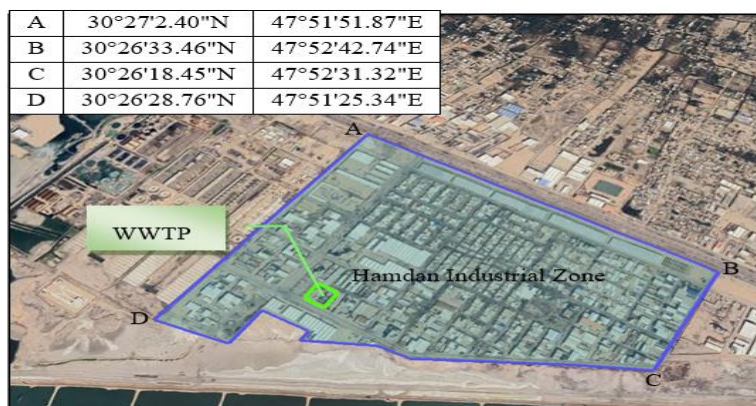 A 30°27'2.40"N 47°51'51.87"E
B 30°26'33.46"N 47°52'42.74"E
C 30°26'18.45"N 47°52'31.32"E
D 30°26'28.76"N 47°51'25.34"E
A
WWTP
Hamdan Industrial Zone
B
D
C